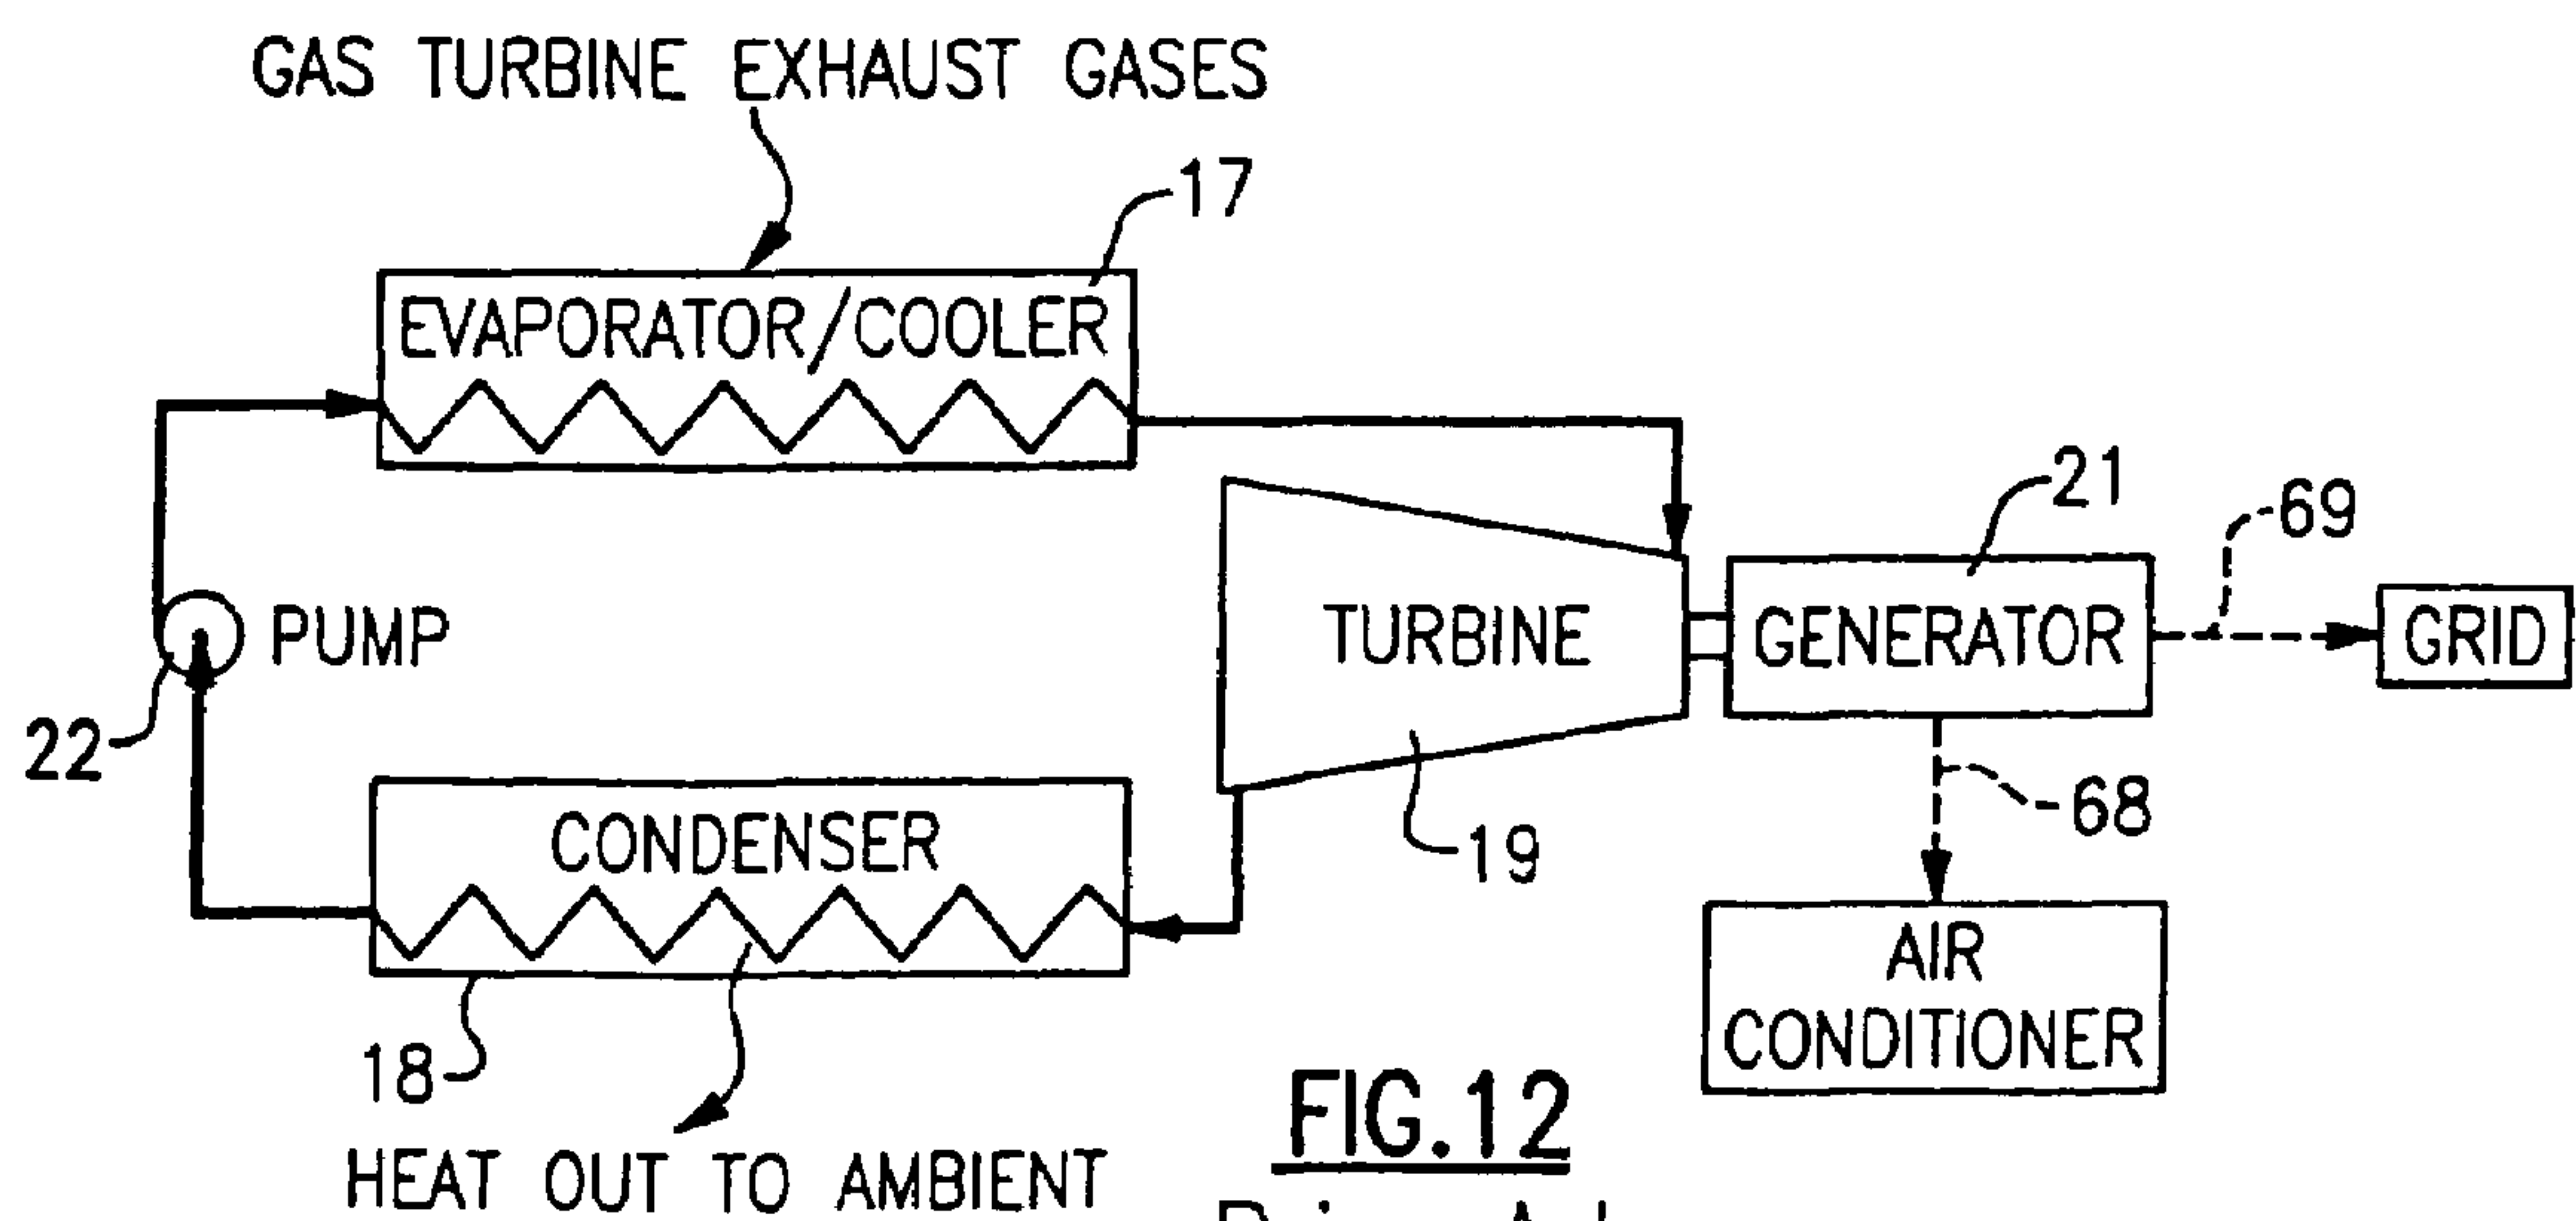 GAS TURBINE EXHAUST GASES
17
EVAPORATOR/COOLER
21
69
PUMP
TURBINE
GENERATOR
GRID
22
68
CONDENSER
19
AIR
CONDITIONER
18
FIG.12
HEAT OUT TO AMBIENT